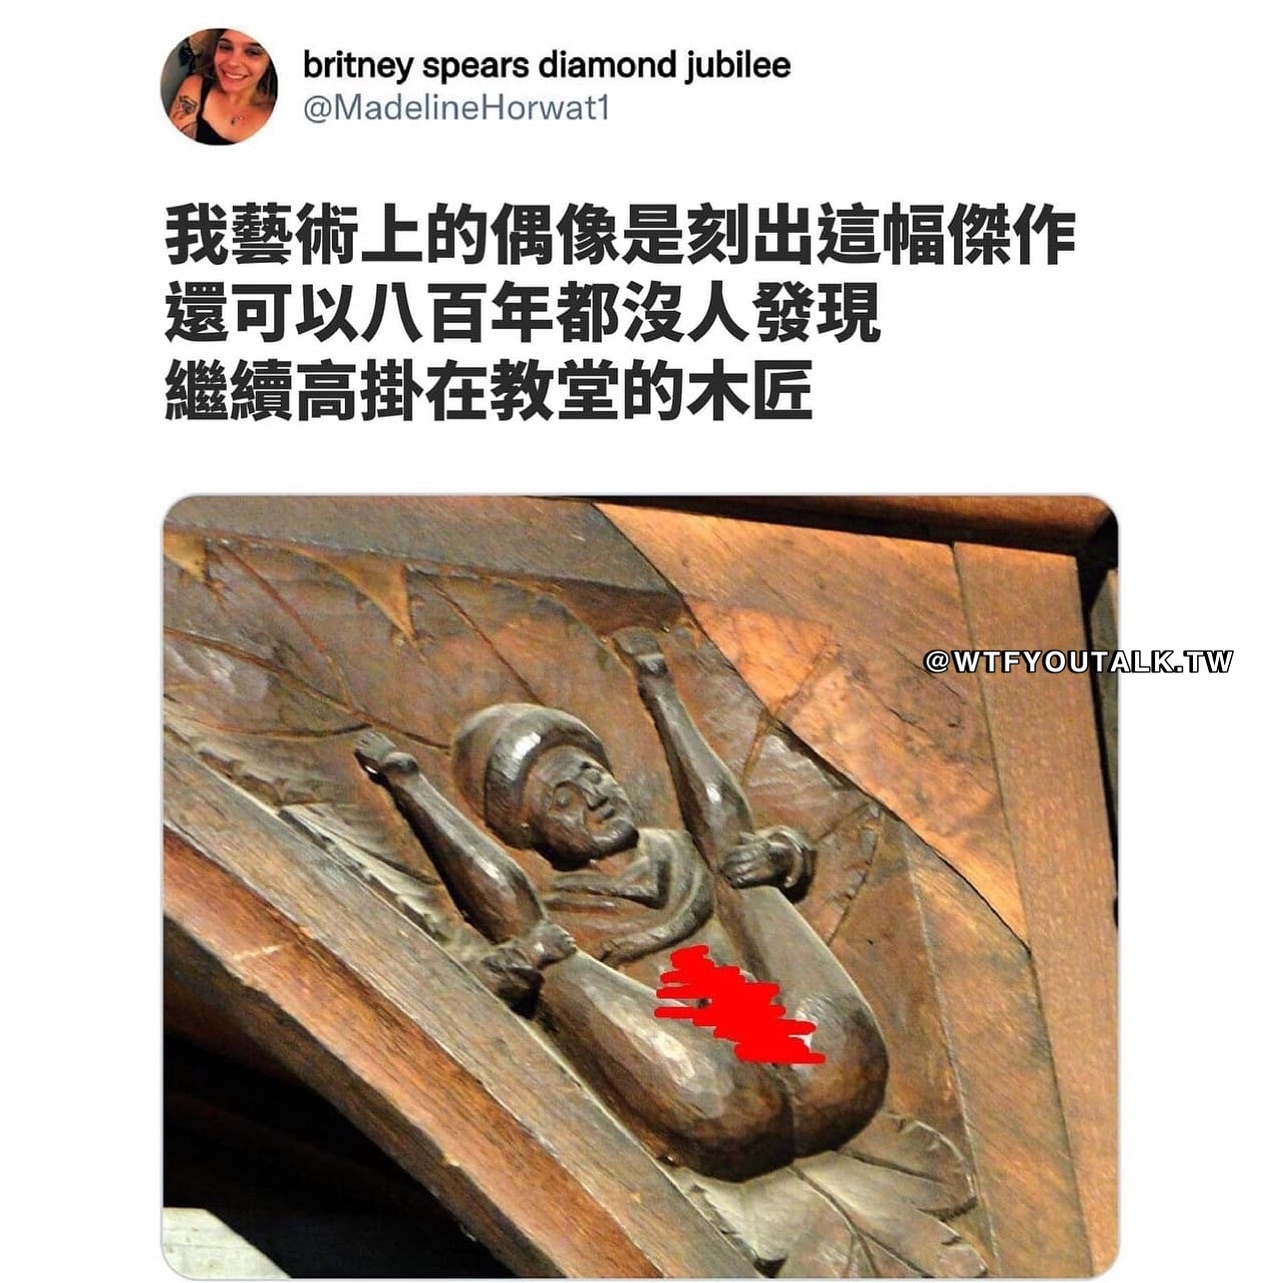 britney spears diamond jubilee
@MadelineHorwat1
我藝術上的偶像是刻出這幅傑作
還可以八百年都沒人發現
繼續高掛在教堂的木匠
@WTFYOUTALK.TW